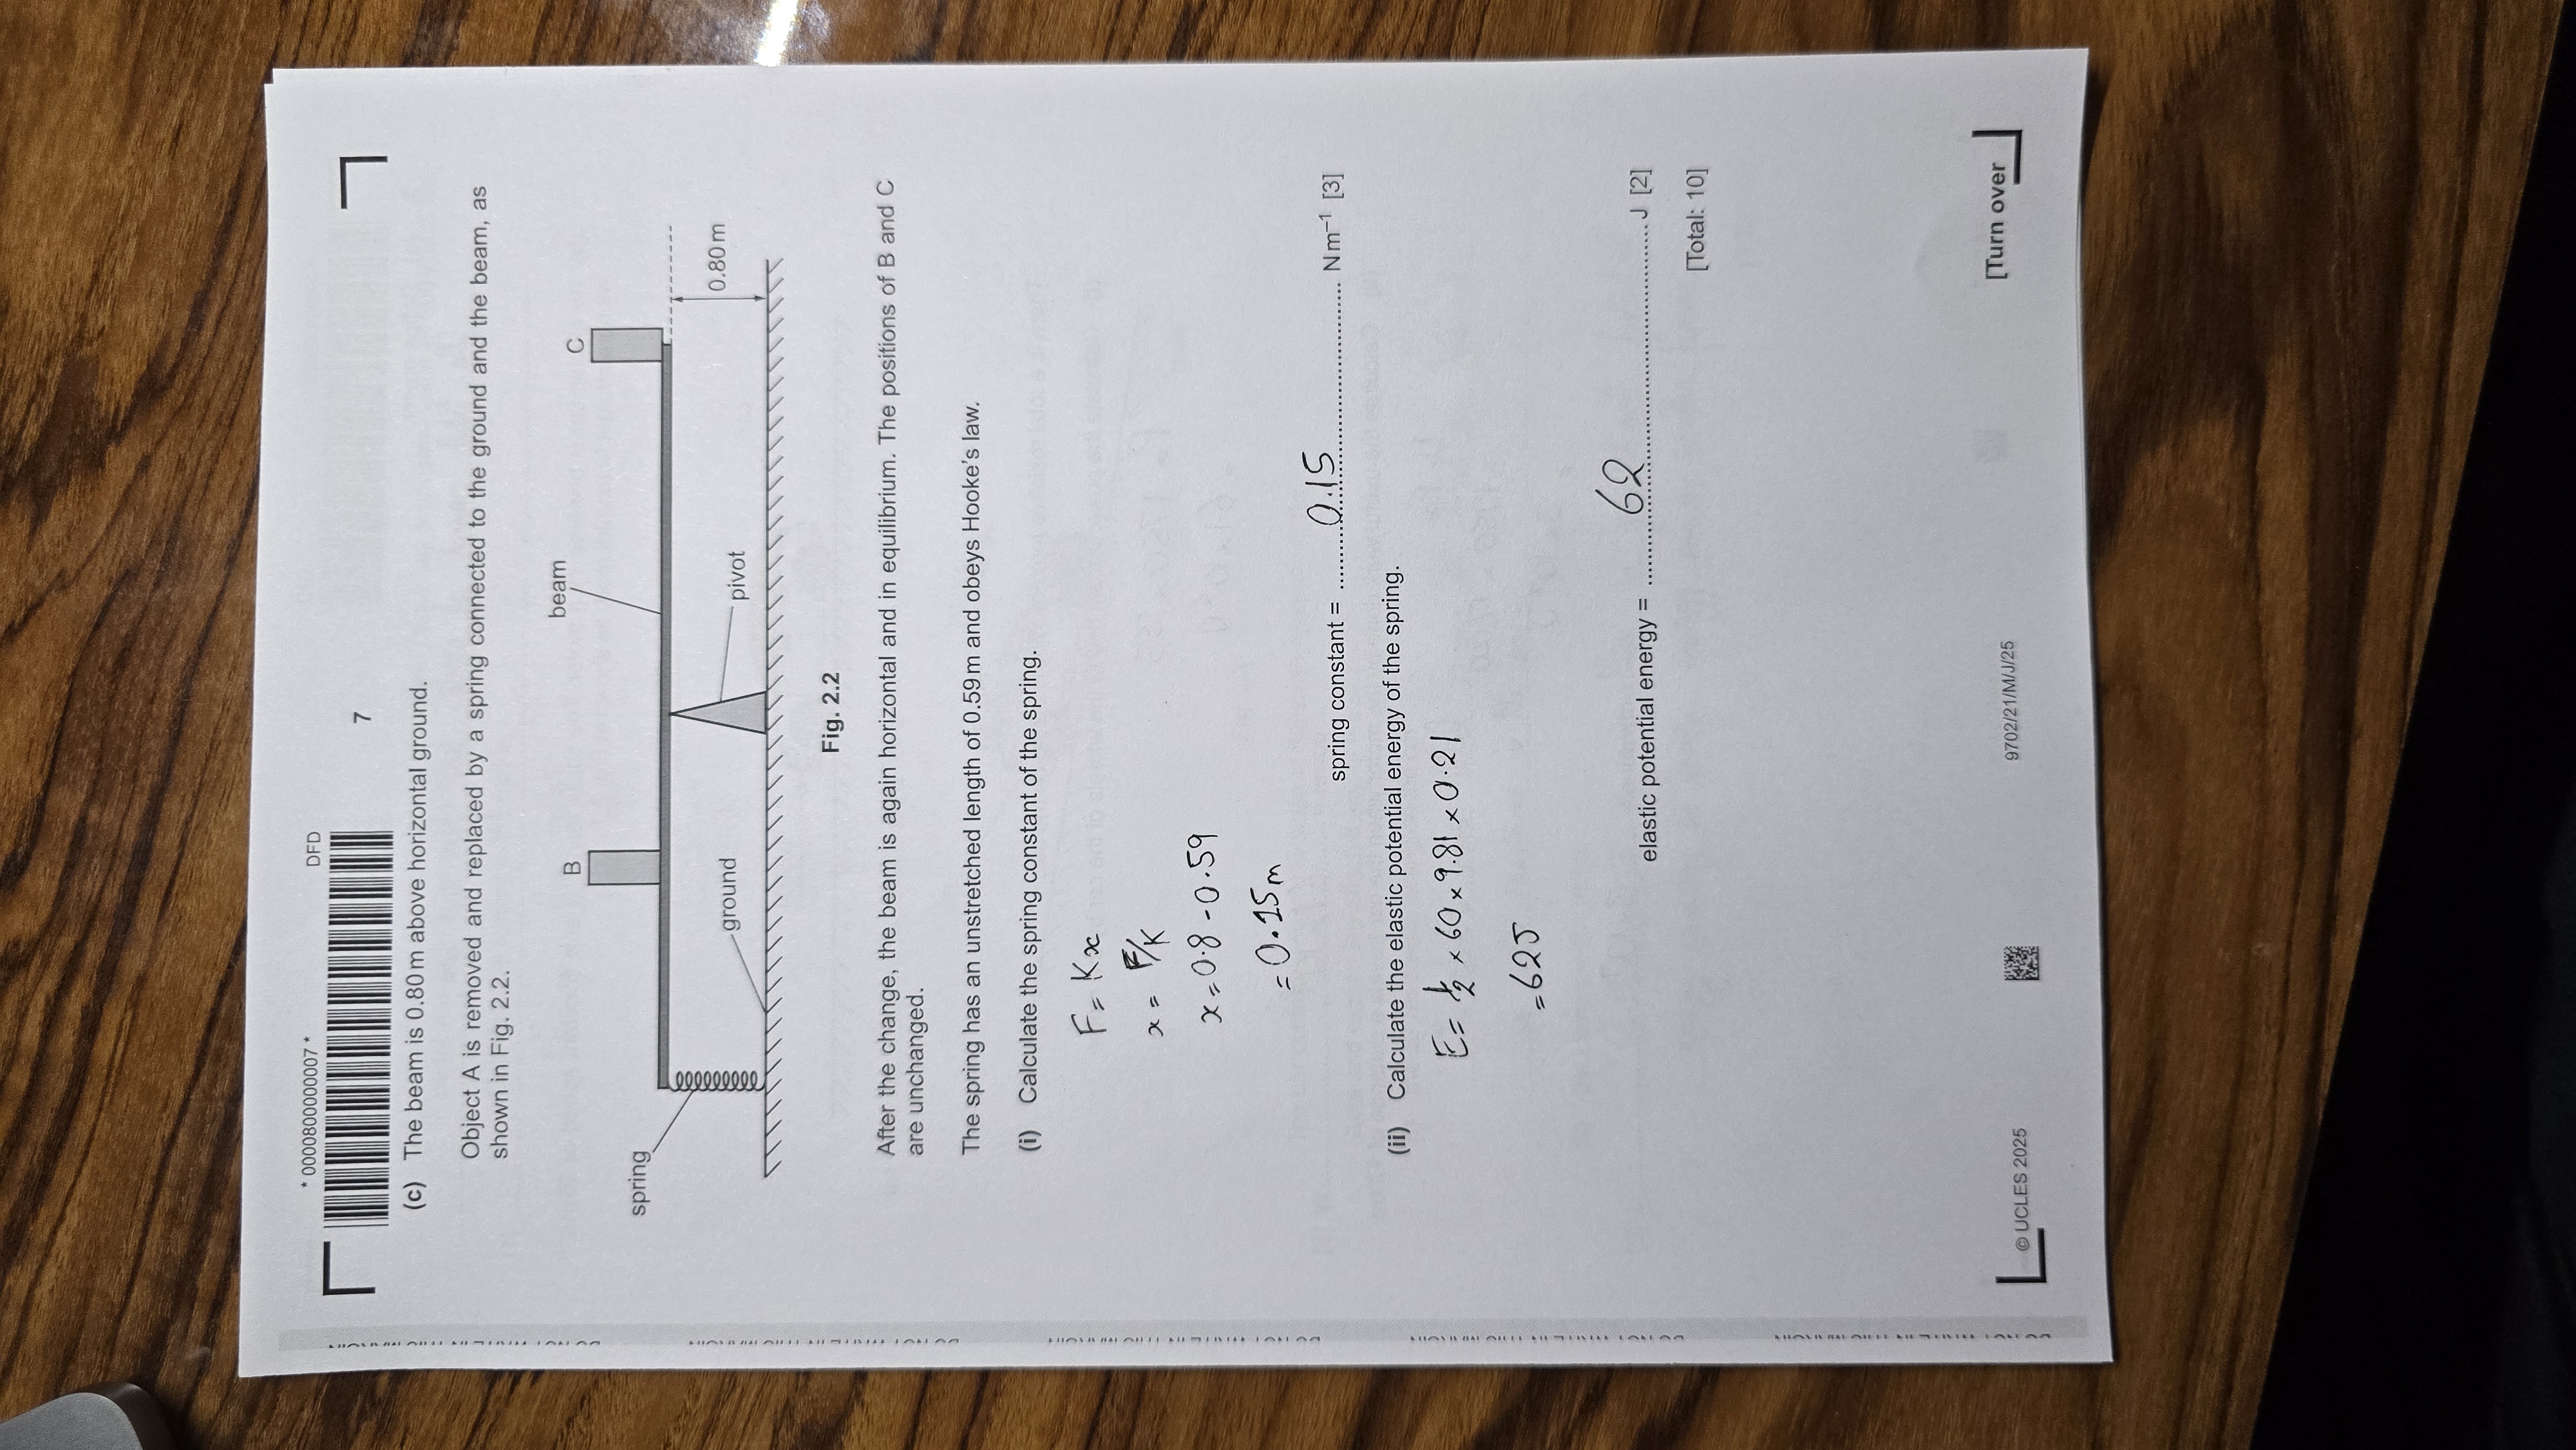 * 0000800000007 *
DFD
7
(c) The beam is 0.80 m above horizontal ground.
Object A is removed and replaced by a spring connected to the ground and the beam, as
shown in Fig. 2.2.
beam
B
C
spring
ground
pivot
0.80 m
Fig. 2.2
After the change, the beam is again horizontal and in equilibrium. The positions of B and C
are unchanged.
The spring has an unstretched length of 0.59 m and obeys Hooke's law.
(i) Calculate the spring constant of the spring.
F = Kx
x = F/K
x = 0.8 - 0.59
= 0.15 m
spring constant = 0.15 N m⁻¹ [3]
(ii) Calculate the elastic potential energy of the spring.
E = 1/2 × 60 × 9.81 × 0.21
= 62J
elastic potential energy = 62 J [2]
[Total: 10]
© UCLES 2025
9702/21/M/J/25
[Turn over